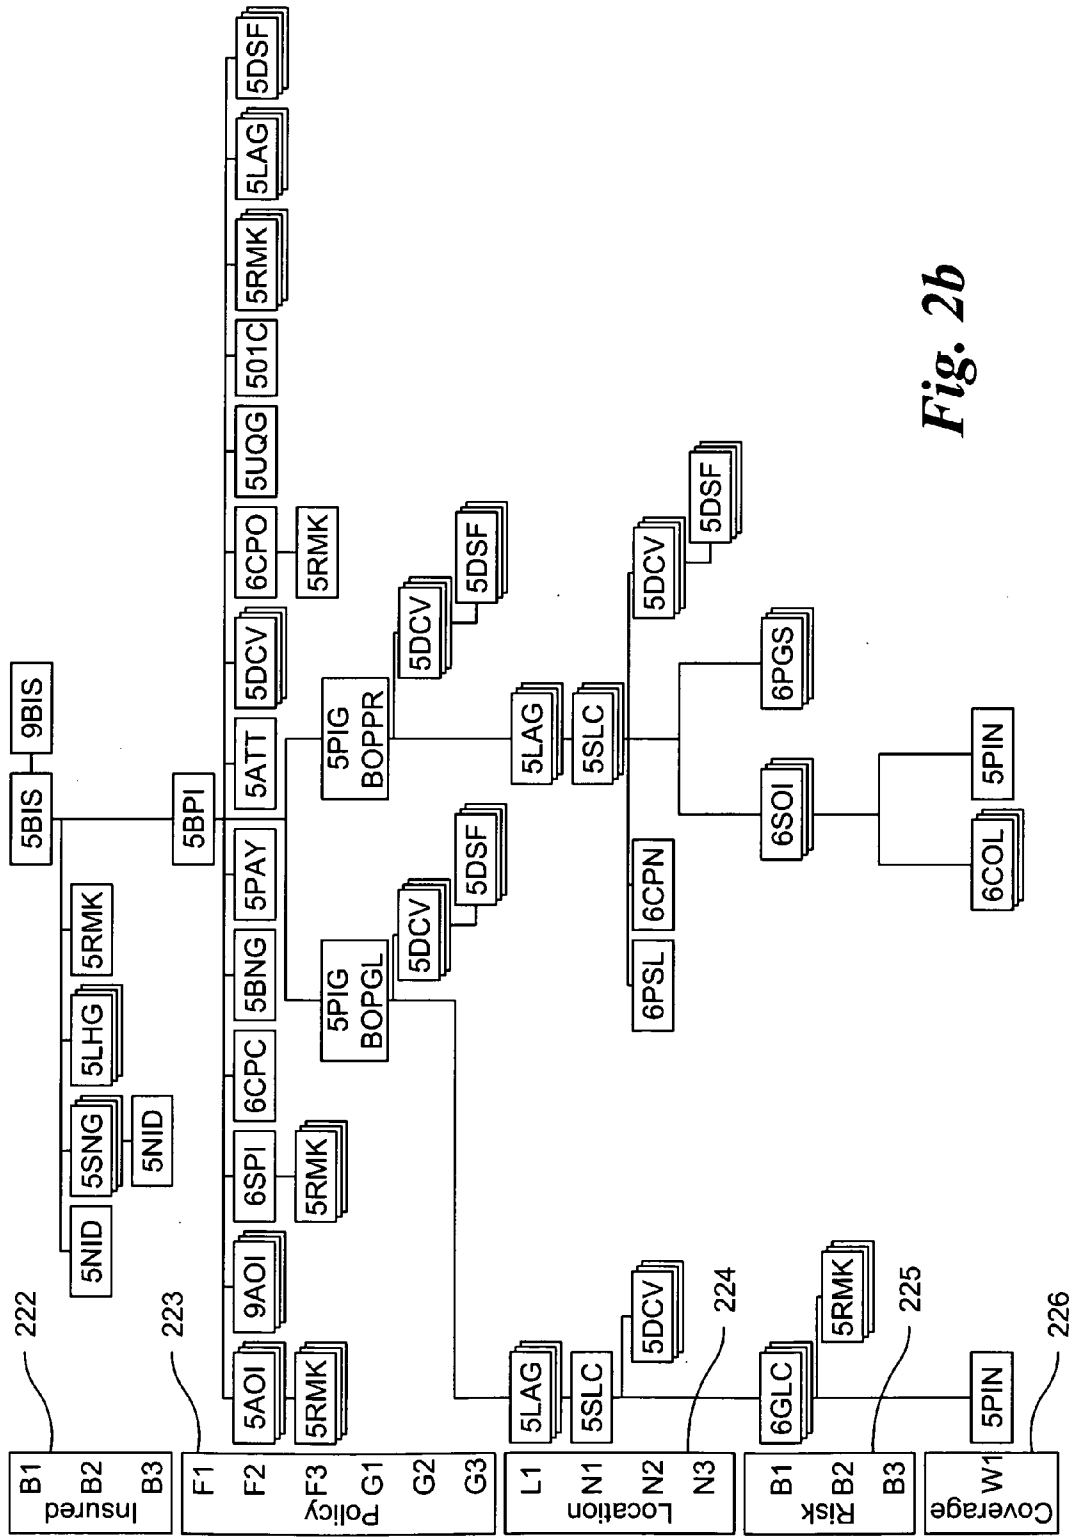 B1
B2
B3
Insured
222
5BIS
9BIS
5NID
5SNG
5LHG
5RMK
5NID
F1
F2
F3
G1
G2
G3
Policy
223
5BPI
5AOI
9AOI
6SPI
6CPC
5BNG
5PAY
5ATT
5DCV
6CPO
5UQG
501C
5RMK
5LAG
5DSF
5RMK
5RMK
5RMK
5PIG
BOPGL
5PIG
BOPPR
5DCV
5DSF
5DCV
5DSF
L1
N1
N2
N3
Location
224
5LAG
5SLC
5DCV
5LAG
5SLC
6PSL
6CPN
5DCV
5DSF
B1
B2
B3
Risk
225
6GLC
5RMK
6SOI
6PGS
W1
Coverage
226
5PIN
6COL
5PIN
Fig. 2b